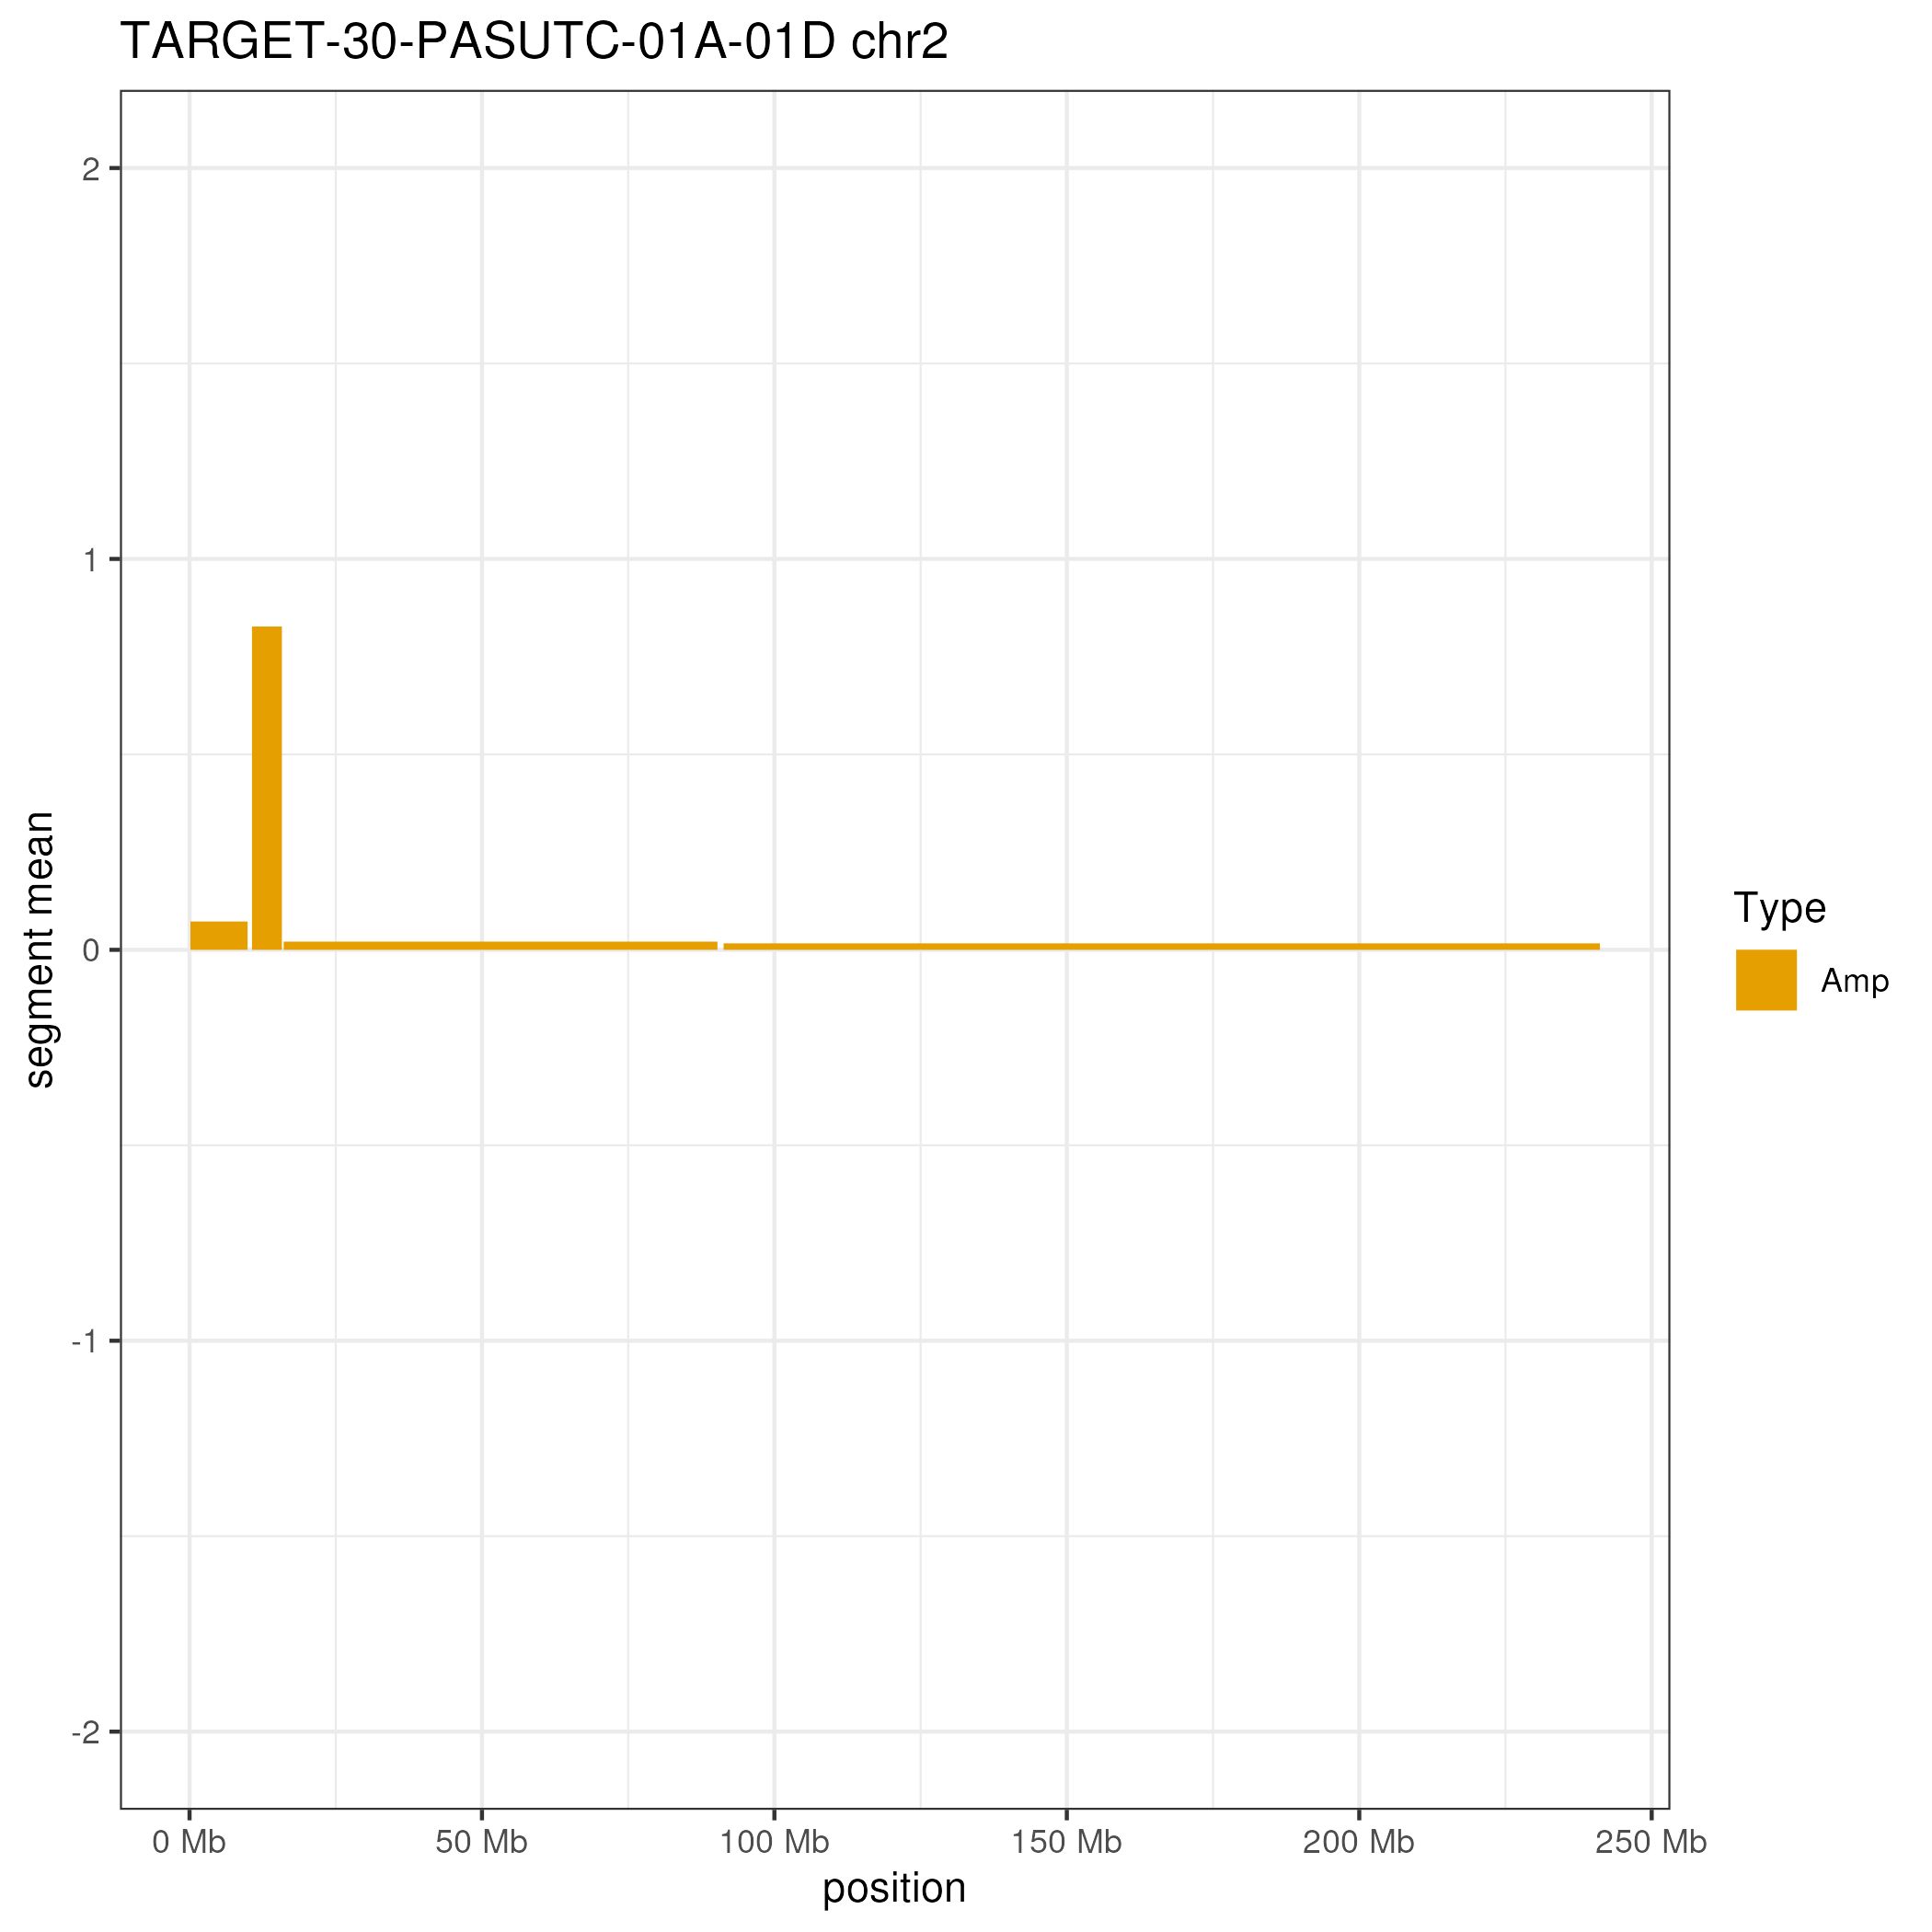 TARGET-30-PASUTC-01A-01D chr2
2
1
0
-1
-2
segment mean
0 Mb
50 Mb
100 Mb
150 Mb
200 Mb
250 Mb
position
Type
Amp